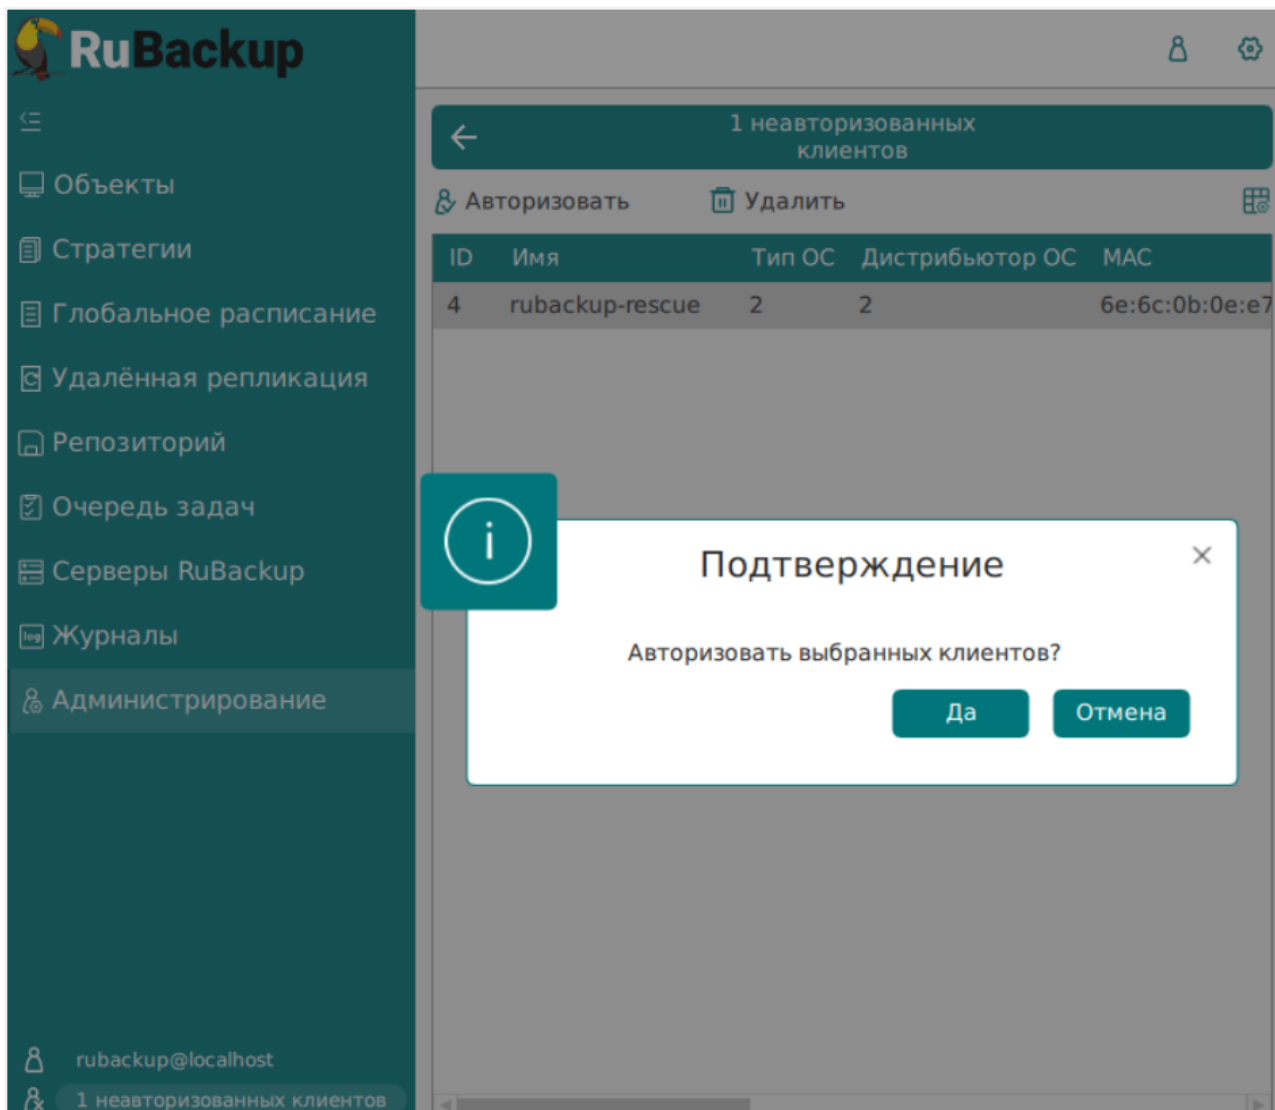 RuBackup
Объекты
Стратегии
Глобальное расписание
Удалённая репликация
Репозиторий
Очередь задач
Серверы RuBackup
log Журналы
Администрирование
rubackup@localhost
1 неавторизованных клиентов
1 неавторизованных
клиентов
Авторизовать Удалить
ID Имя Тип ОС Дистрибьютор ОС MAC
4 rubackup-rescue 2 2 6e:6c:0b:0e:e7
Подтверждение
Авторизовать выбранных клиентов?
Да Отмена